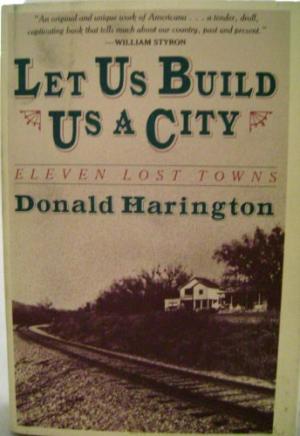 "An original and unique work of Americana . . . a tender, droll,
captivating book that tells much about our country, past and present."
—WILLIAM STYRON
LET US BUILD
US A CITY
ELEVEN LOST TOWNS
Donald Harington